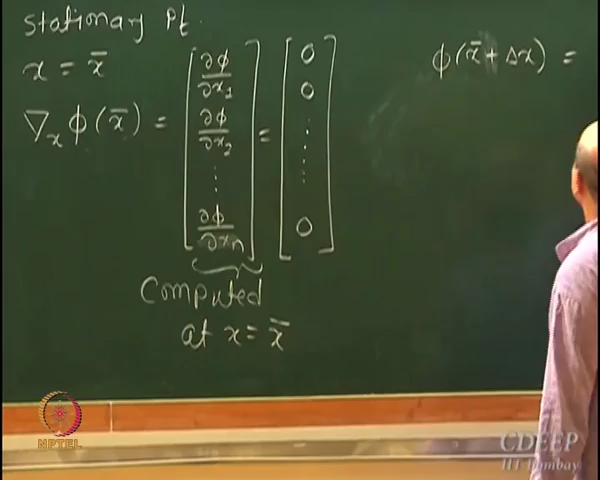 Stationary Pt.
x = x̄
∇ₓ φ(x̄) = [∂φ/∂x₁ ∂φ/∂x₂ ⋮ ∂φ/∂xₙ] = [0 0 ⋮ 0]
Computed
at x = x̄
φ(x̄ + Δx) =
NPTEL
CDEEP
IIT Bombay